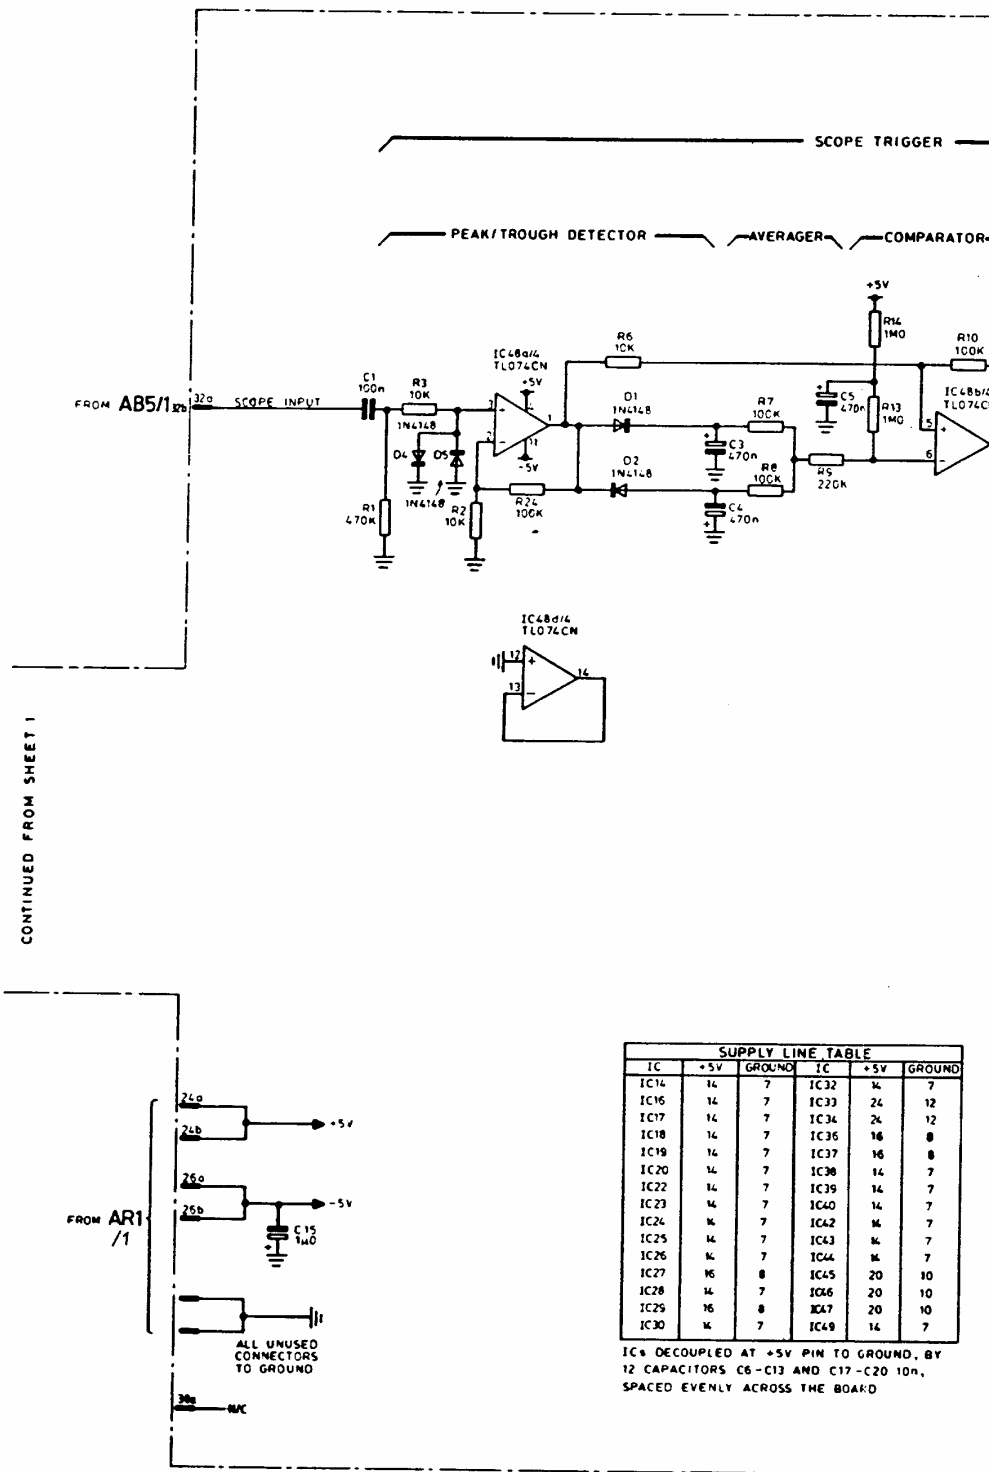 SCOPE TRIGGER
PEAK/TROUGH DETECTOR
AVERAGER
COMPARATOR
+5V
R14
1M0
R6
10K
R10
100K
IC48a/4
TL074CN
+5V
C1
100n
R3
10K
D1
1N4148
C5
470n
R13
1M0
IC48b/4
TL074C
FROM AB5/1 32b
32a
SCOPE INPUT
1N4148
3
+
4
1
R7
100K
5
+
2
-
11
-5V
D4
D5
C3
470n
6
-
D2
1N4148
R8
100K
R9
220K
1N4148
R24
100K
R1
470K
R2
10K
C4
470n
IC48d/4
TL074CN
12
+
14
13
-
CONTINUED FROM SHEET 1
24a
24b
+5V
26a
26b
-5V
FROM AR1
/1
C15
1µ0
ALL UNUSED
CONNECTORS
TO GROUND
30a
N/C
SUPPLY LINE TABLE
IC +5V GROUND IC +5V GROUND
IC14 14 7 IC32 14 7
IC16 14 7 IC33 24 12
IC17 14 7 IC34 24 12
IC18 14 7 IC36 16 8
IC19 14 7 IC37 16 8
IC20 14 7 IC38 14 7
IC22 14 7 IC39 14 7
IC23 14 7 IC40 14 7
IC24 14 7 IC42 14 7
IC25 14 7 IC43 14 7
IC26 14 7 IC44 14 7
IC27 16 8 IC45 20 10
IC28 14 7 IC46 20 10
IC29 16 8 IC47 20 10
IC30 14 7 IC49 14 7
ICs DECOUPLED AT +5V PIN TO GROUND, BY
12 CAPACITORS C6-C13 AND C17-C20 10n,
SPACED EVENLY ACROSS THE BOARD